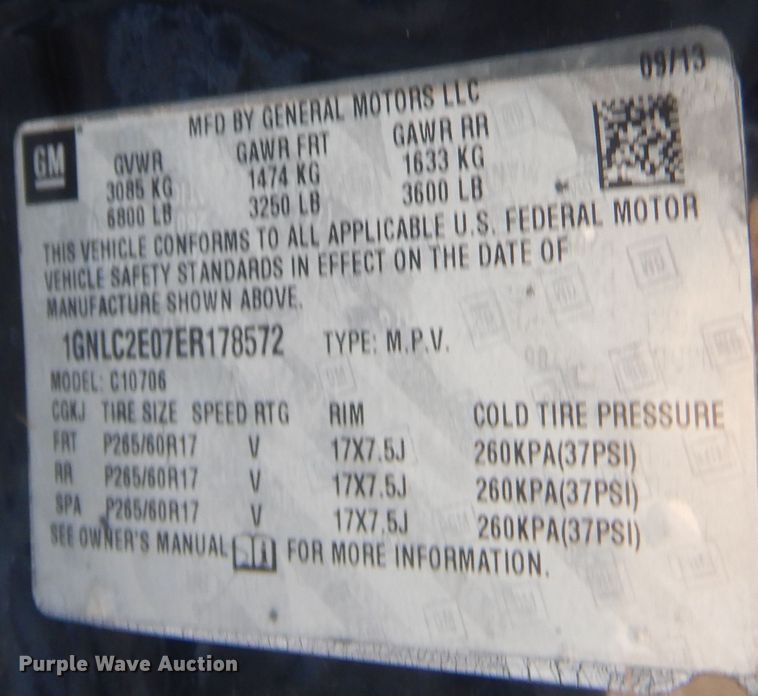 09/13
MFD BY GENERAL MOTORS LLC
GM
GVWR GAWR FRT GAWR RR
3085 KG 1474 KG 1633 KG
6800 LB 3250 LB 3600 LB
THIS VEHICLE CONFORMS TO ALL APPLICABLE U.S. FEDERAL MOTOR
VEHICLE SAFETY STANDARDS IN EFFECT ON THE DATE OF
MANUFACTURE SHOWN ABOVE.
1GNLC2E07ER178572 TYPE: M.P.V.
MODEL: C10706
CGKJ TIRE SIZE SPEED RTG RIM COLD TIRE PRESSURE
FRT P265/60R17 V 17X7.5J 260KPA(37PSI)
RR P265/60R17 V 17X7.5J 260KPA(37PSI)
SPA P265/60R17 V 17X7.5J 260KPA(37PSI)
SEE OWNER'S MANUAL FOR MORE INFORMATION.
Purple Wave Auction